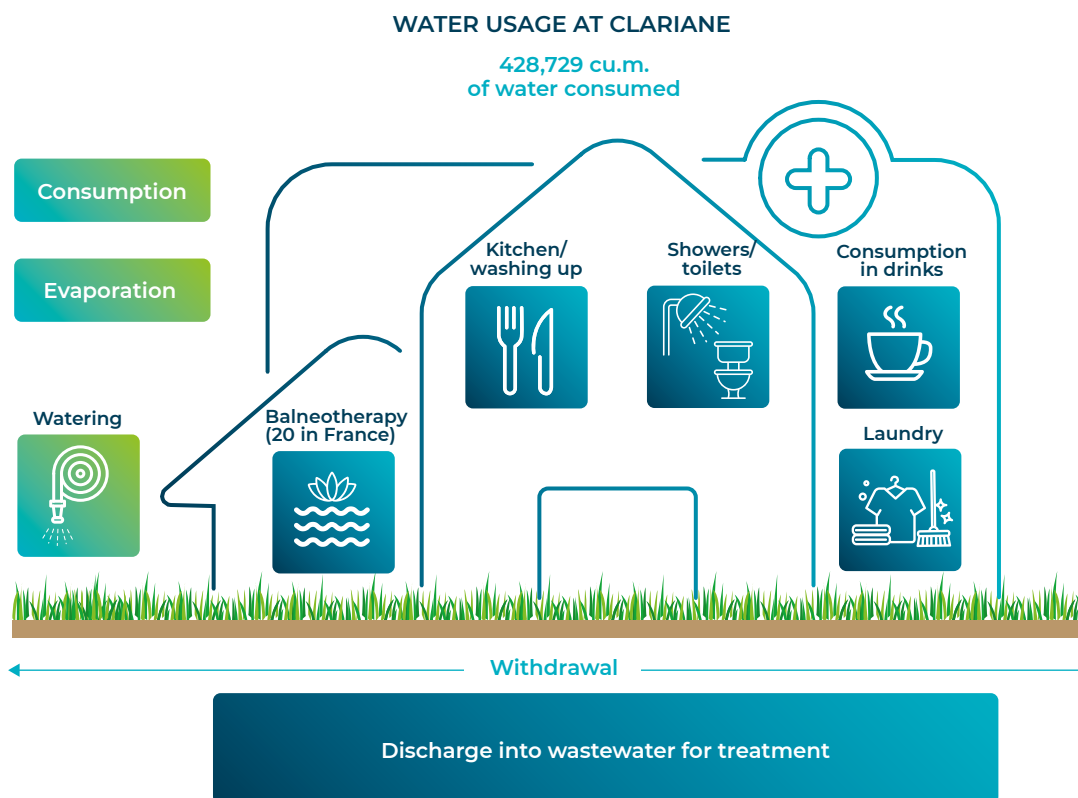 WATER USAGE AT CLARIANE
428,729 cu.m.
of water consumed
Consumption
Evaporation
Kitchen/
washing up
Showers/
toilets
Consumption
in drinks
Watering
Balneotherapy
(20 in France)
Laundry
Withdrawal
Discharge into wastewater for treatment